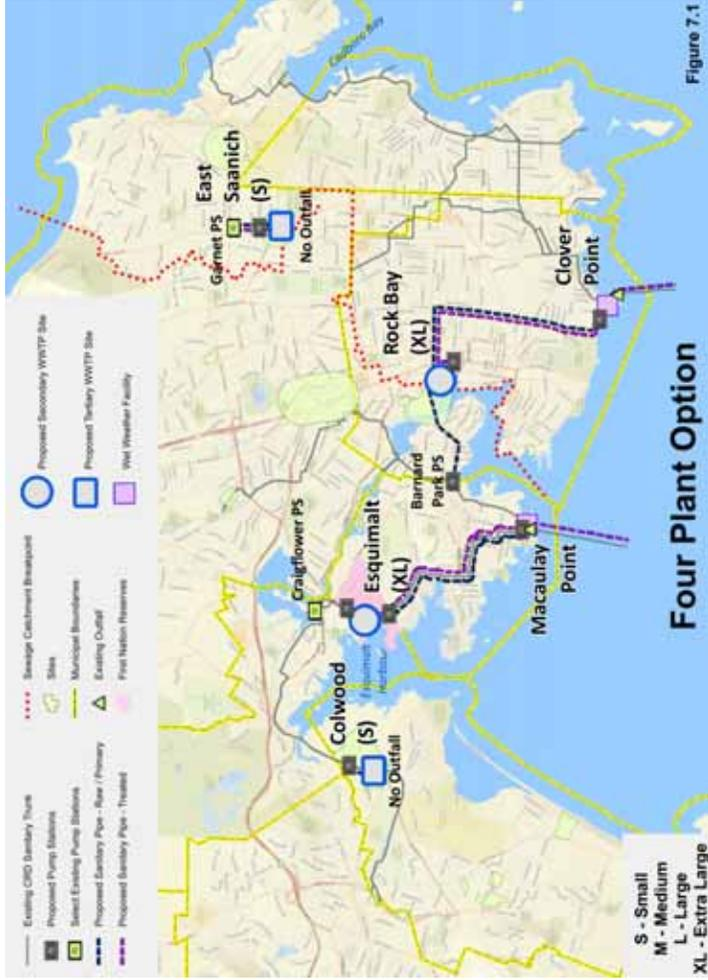 Existing CRD Sanitary Trunk
Proposed Pump Stations
Select Existing Pump Stations
Proposed Sanitary Pipe - Raw / Primary
Proposed Sanitary Pipe - Treated
Sewage Catchment Breakpoint
Sites
Municipal Boundaries
Existing Outfall
First Nation Reserves
Proposed Secondary WWTP Site
Proposed Tertiary WWTP Site
Wet Weather Facility
Garnet PS
East
Saanich
(S)
No Outfall
Cadboro Bay
Craigflower PS
Esquimalt
(XL)
Esquimalt
Harbour
Colwood
(S)
No Outfall
Barnard
Park PS
Rock Bay
(XL)
Clover
Point
Macaulay
Point
S - Small
M - Medium
L - Large
XL - Extra Large
Four Plant Option
Figure 7.1